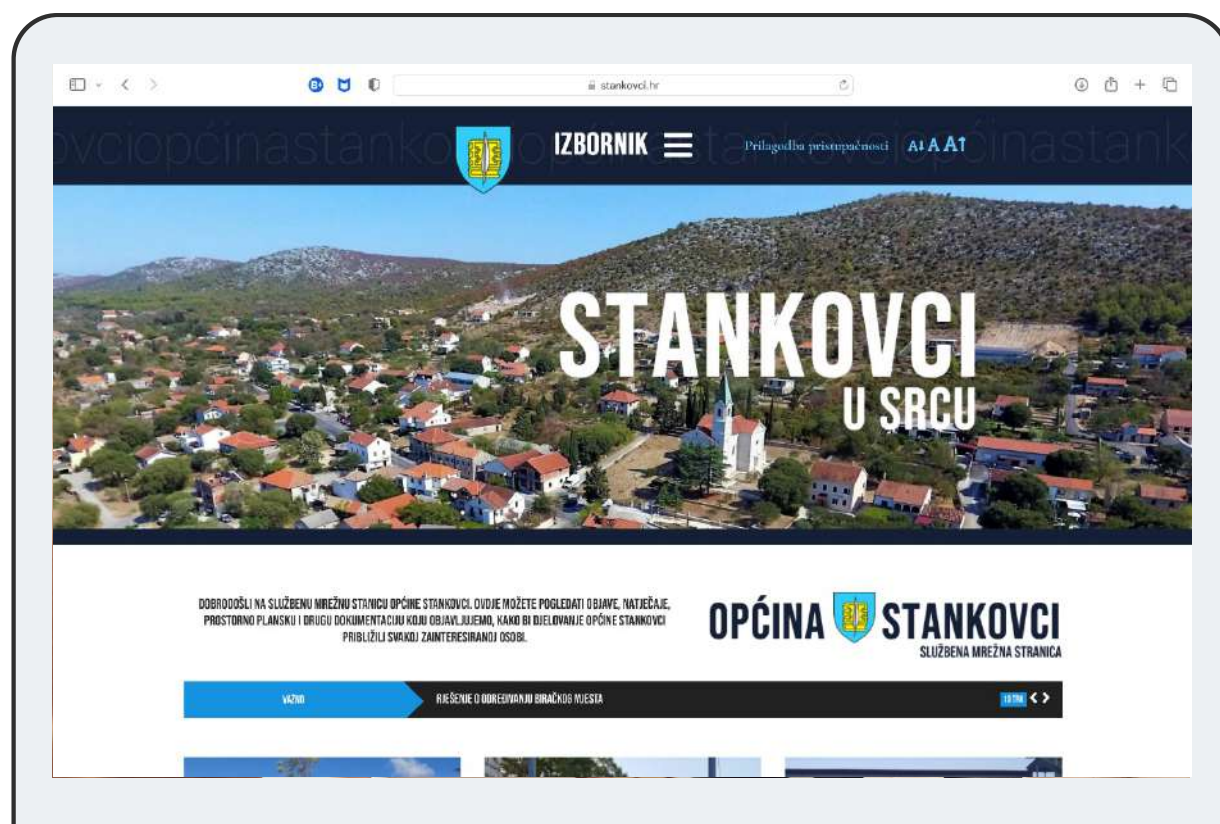 stankovci.hr
ovciopćinastankovciopćinastankovciopćinastank
IZBORNIK
Prilagodba pristupačnosti A A A
STANKOVCI
U SRCU
DOBRODOŠLI NA SLUŽBENU MREŽNU STANICU OPĆINE STANKOVCI. OVDJE MOŽETE POGLEDATI OBJAVE, NATJEČAJE,
PROSTORNO PLANSKU I DRUGU DOKUMENTACIJU KOJU OBJAVLJUJEMO, KAKO BI DJELOVANJE OPĆINE STANKOVCI
PRIBLIŽILI SVAKOJ ZAINTERESIRANOJ OSOBI.
OPĆINA STANKOVCI
SLUŽBENA MREŽNA STRANICA
VAŽNO
RJEŠENJE O ODREĐIVANJU BIRAČKOG MJESTA